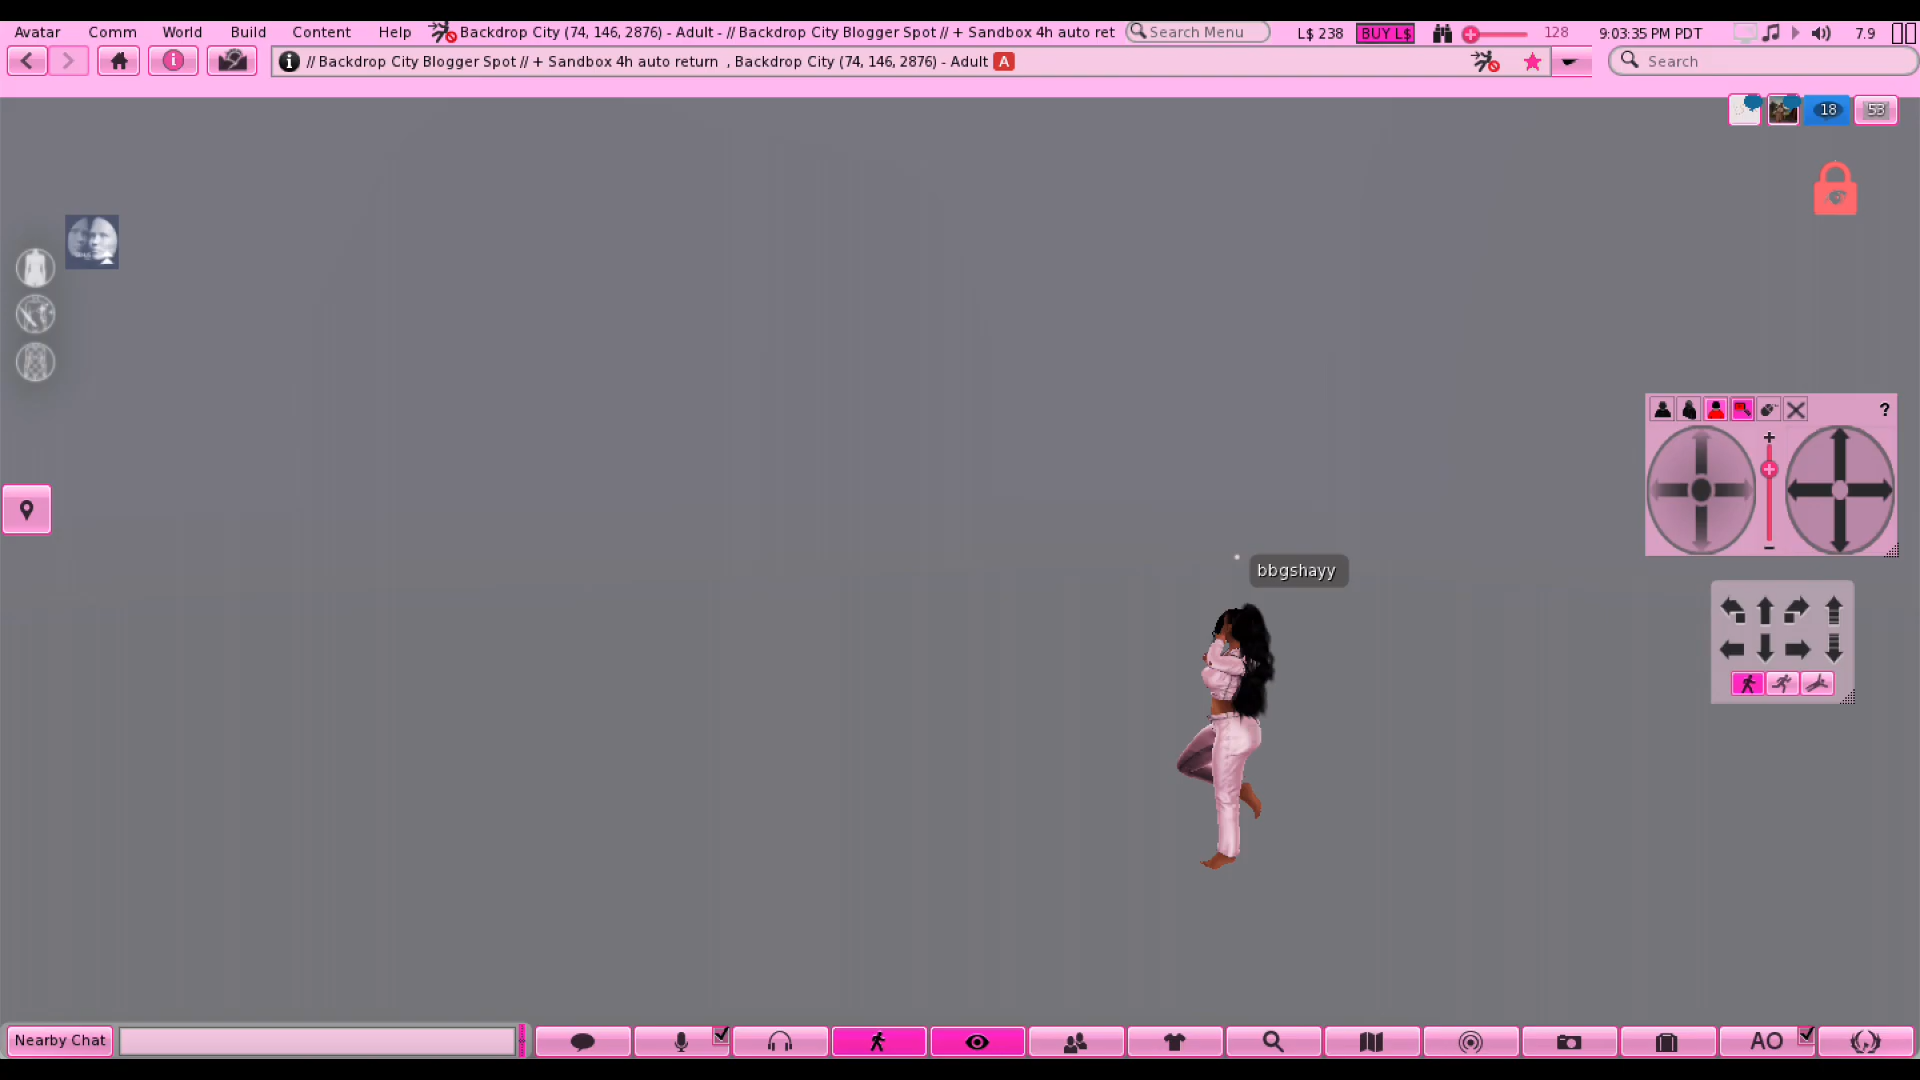 Avatar Comm World Build Content Help Backdrop City (74, 146, 2876) - Adult - // Backdrop City Blogger Spot // + Sandbox 4h auto ret Search Menu L$ 238 BUY L$ 128 9:03:35 PM PDT 7.9
// Backdrop City Blogger Spot // + Sandbox 4h auto return , Backdrop City (74, 146, 2876) - Adult A Search
18 53
?
+
-
bbgshayy
Nearby Chat AO